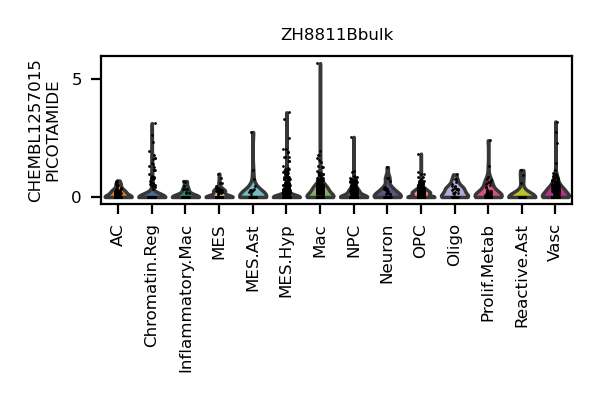 ZH8811Bbulk
CHEMBL1257015
PICOTAMIDE
5
0
AC
Chromatin.Reg
Inflammatory.Mac
MES
MES.Ast
MES.Hyp
Mac
NPC
Neuron
OPC
Oligo
Prolif.Metab
Reactive.Ast
Vasc